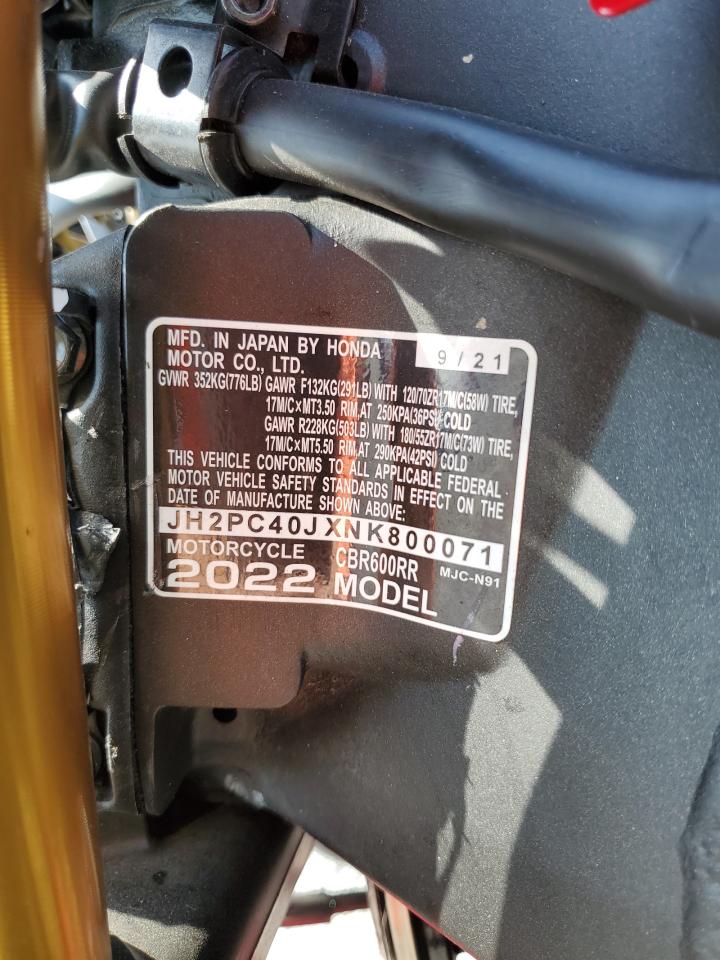 MFD. IN JAPAN BY HONDA 9/21
MOTOR CO., LTD.
GVWR 352KG(776LB) GAWR F132KG(291LB) WITH 120/70ZR17M/C(58W) TIRE,
17M/C×MT3.50 RIM,AT 250KPA(36PSI) COLD
GAWR R228KG(503LB) WITH 180/55ZR17M/C(73W) TIRE,
17M/C×MT5.50 RIM,AT 290KPA(42PSI) COLD
THIS VEHICLE CONFORMS TO ALL APPLICABLE FEDERAL
MOTOR VEHICLE SAFETY STANDARDS IN EFFECT ON THE
DATE OF MANUFACTURE SHOWN ABOVE:
JH2PC40JXNK800071
MOTORCYCLE CBR600RR MJC-N91
2022 MODEL